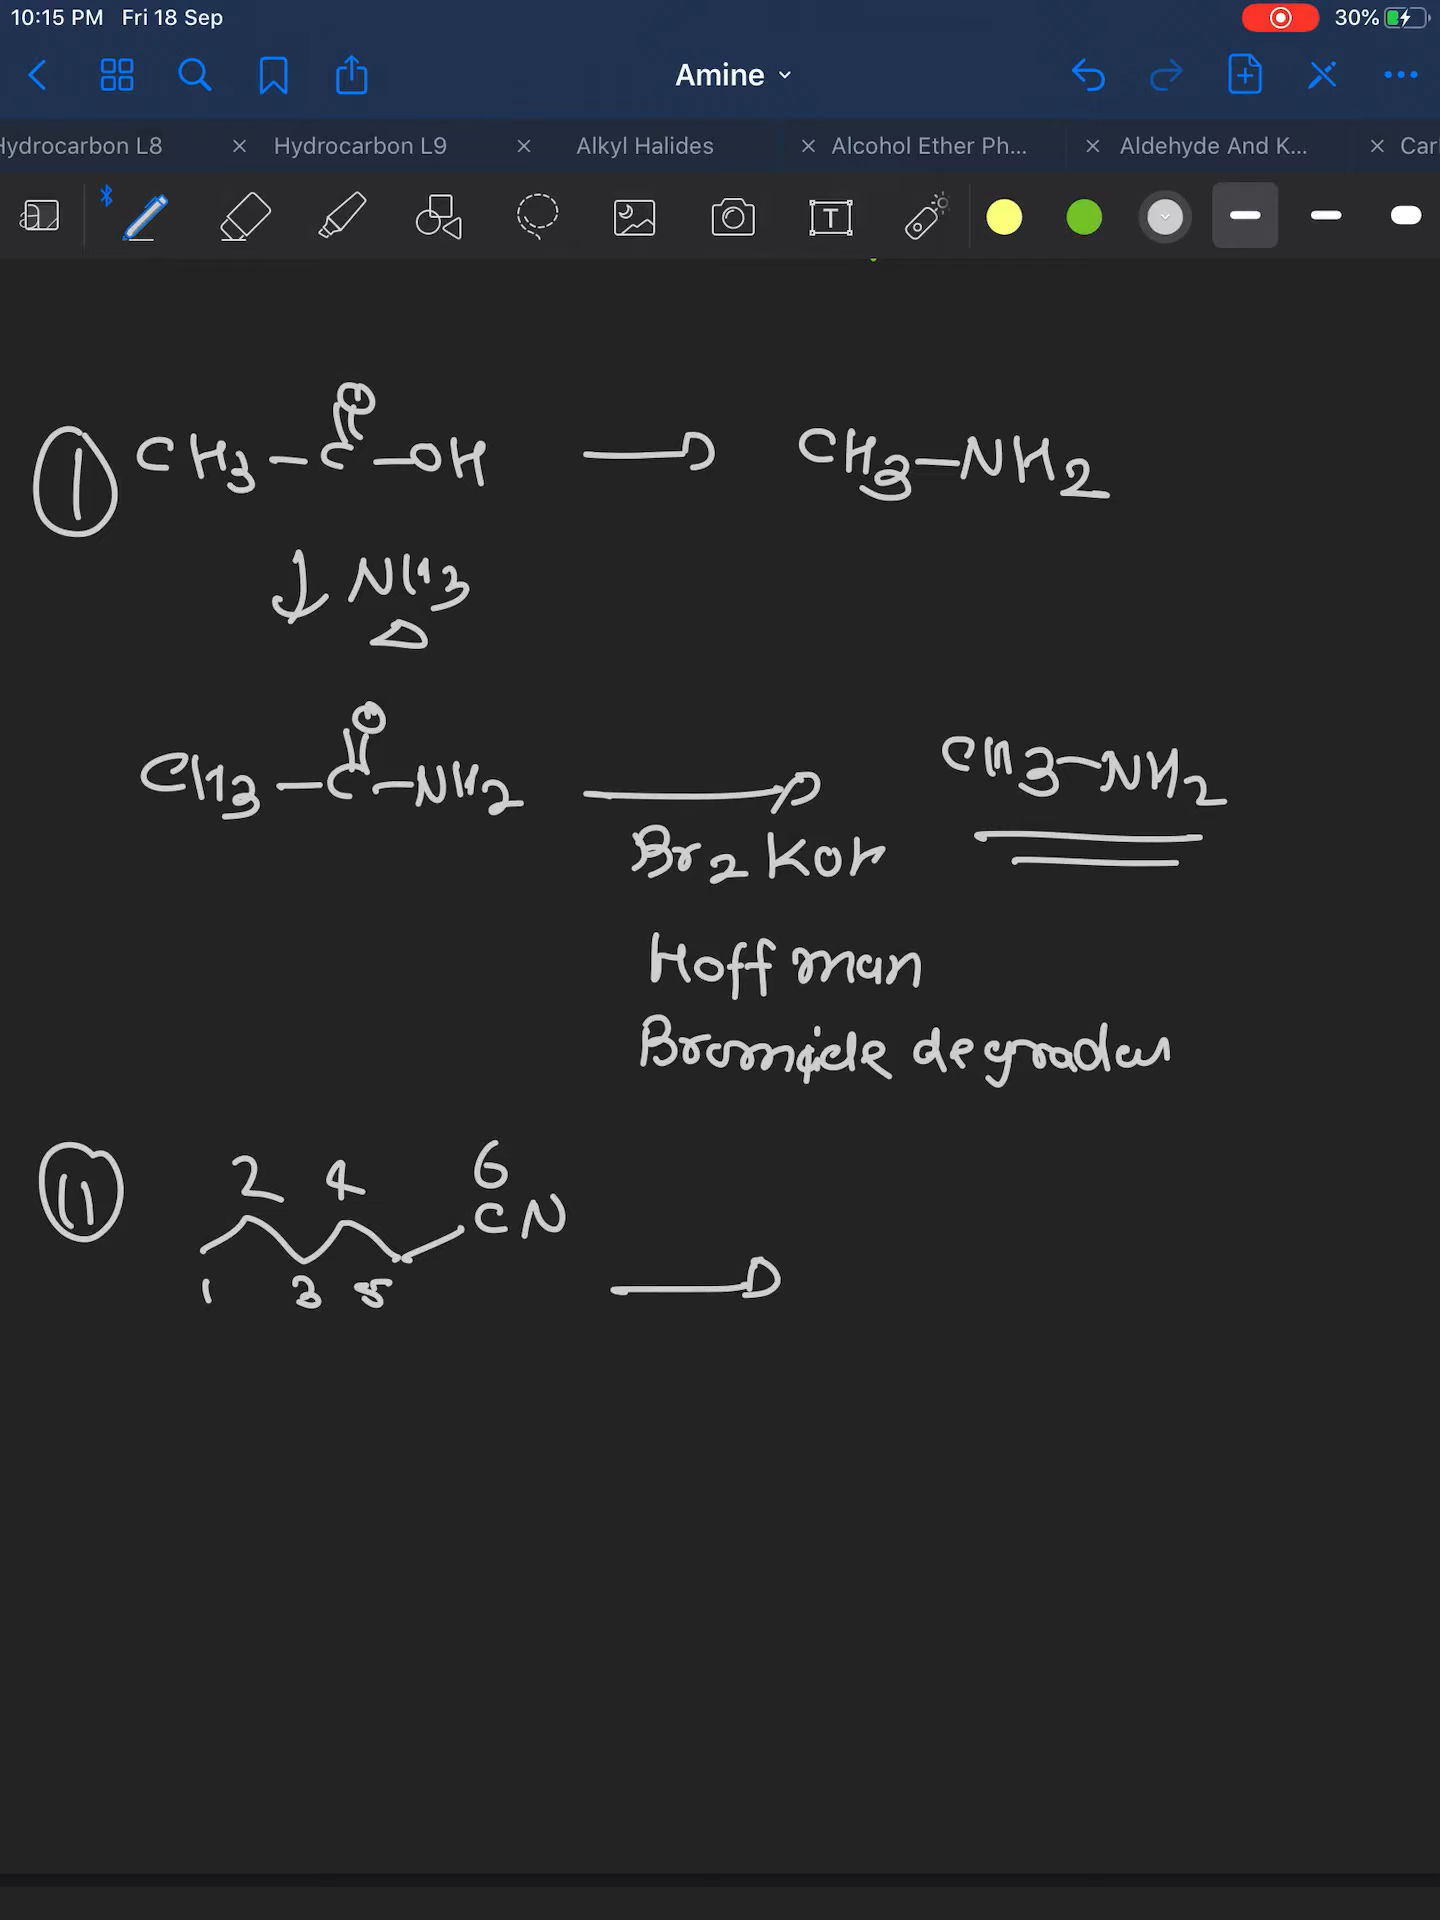 10:15 PM Fri 18 Sep 30%
Amine
Hydrocarbon L8 Hydrocarbon L9 Alkyl Halides Alcohol Ether Ph... Aldehyde And K... Car
T
1 CH3-C-OH → CH3-NH2
O
↓ NH3
Δ
O
CH3-C-NH2 → CH3-NH2
Br2 KOH
Hoffman
Bromide
11 2 4 6
CN →
1 3 5